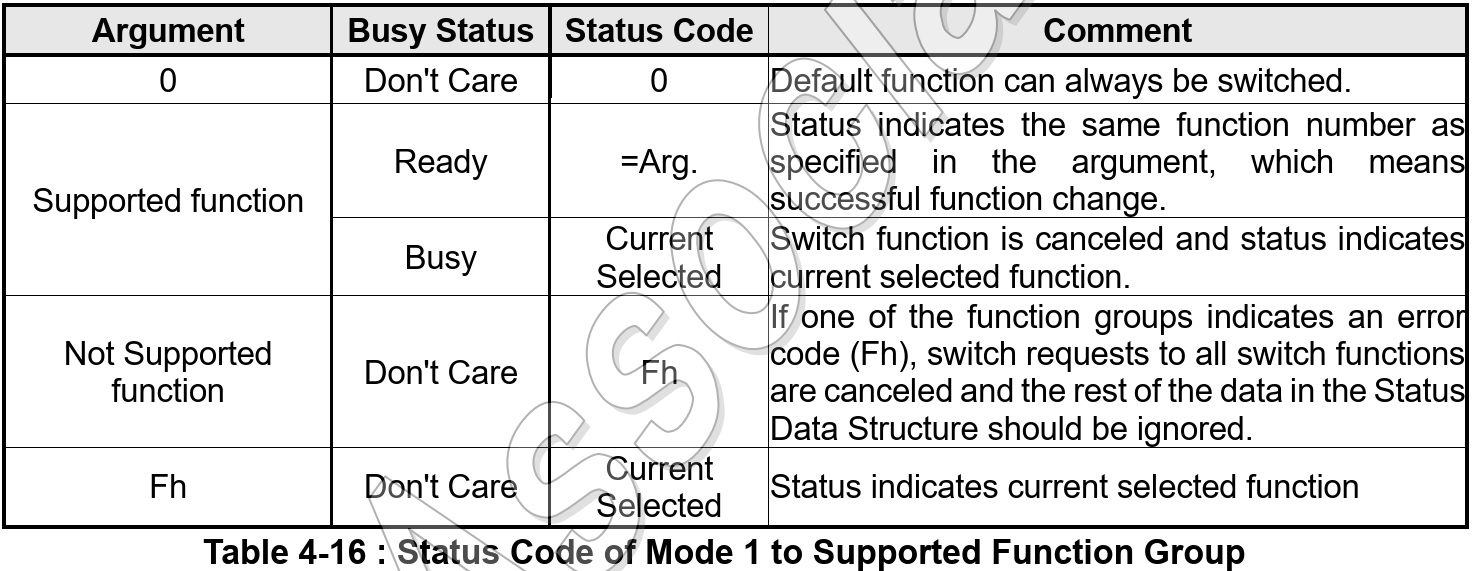 Argument Busy Status Status Code Comment
0 Don't Care 0 Default function can always be switched.
Supported function
Ready =Arg.
Status indicates the same function number as
specified in the argument, which means
successful function change.
Busy
Current
Selected
Switch function is canceled and status indicates
current selected function.
Not Supported
function
Don't Care Fh
If one of the function groups indicates an error
code (Fh), switch requests to all switch functions
are canceled and the rest of the data in the Status
Data Structure should be ignored.
Fh Don't Care
Current
Selected
Status indicates current selected function
Table 4-16 : Status Code of Mode 1 to Supported Function Group
Associa